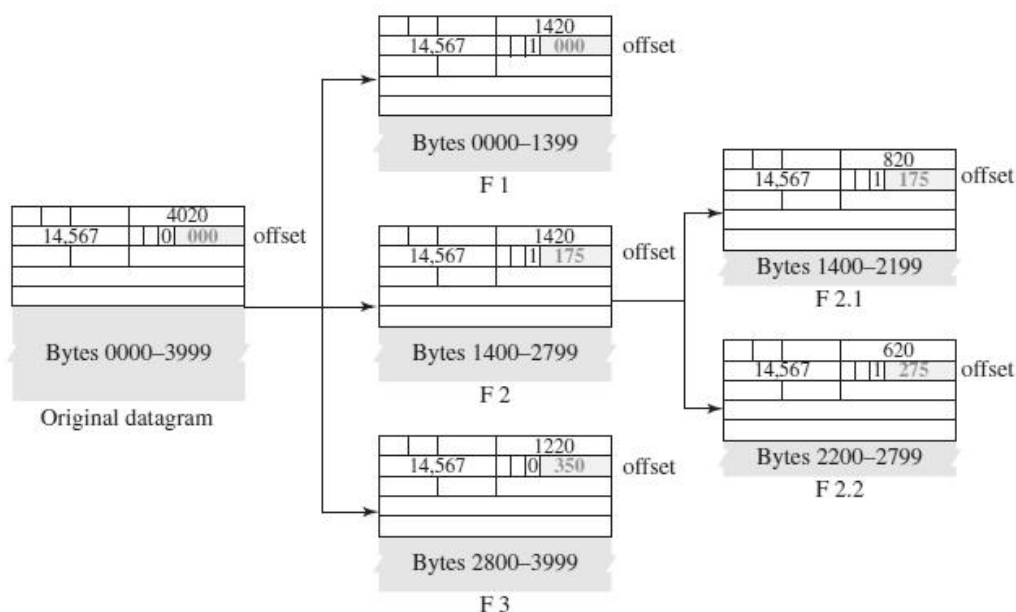 4020
14,567 0 000 offset
Bytes 0000–3999
Original datagram
1420
14,567 1 000 offset
Bytes 0000–1399
F 1
1420
14,567 1 175 offset
Bytes 1400–2799
F 2
1220
14,567 0 350 offset
Bytes 2800–3999
F 3
820
14,567 1 175 offset
Bytes 1400–2199
F 2.1
620
14,567 1 275 offset
Bytes 2200–2799
F 2.2